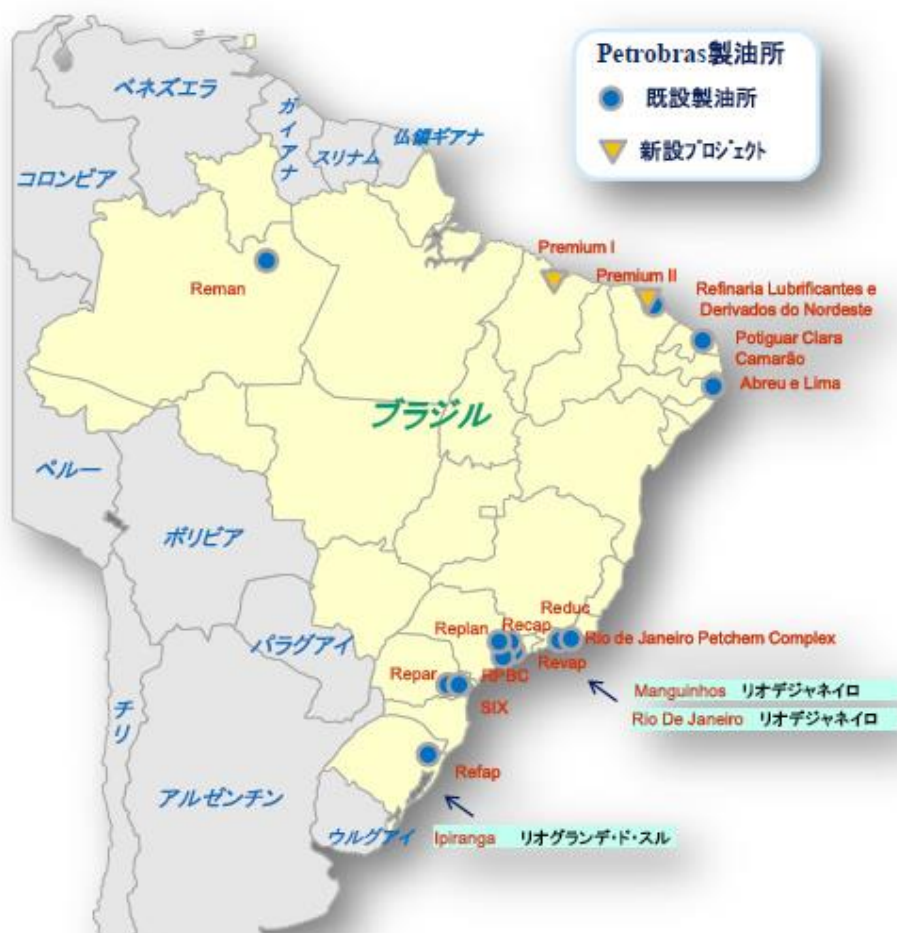 Petrobras製油所
既設製油所
新設プロジェクト
ベネズエラ
ガイアナ
スリナム
仏領ギアナ
コロンビア
Reman
Premium I
Premium II
Refinaria Lubrificantes e
Derivados do Nordeste
Potiguar Clara
Camarão
Abreu e Lima
ブラジル
ペルー
ボリビア
パラグアイ
チリ
アルゼンチン
ウルグアイ
Reduc
Replan
Recap
Rio de Janeiro Petchem Complex
Revap
RPBC
Repar
SIX
Manguinhos リオデジャネイロ
Rio De Janeiro リオデジャネイロ
Refap
Ipiranga リオグランデ・ド・スル